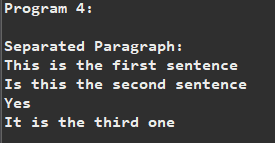 Program 4:
Separated Paragraph:
This is the first sentence
Is this the second sentence
Yes
It is the third one